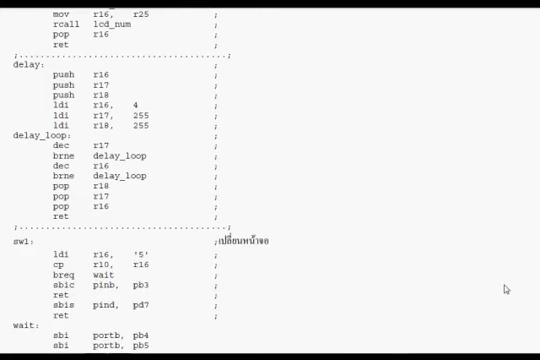 mov r16, r25 ;
rcall lcd_num ;
pop r16 ;
ret ;
;........................................;
delay: ;
push r16 ;
push r17 ;
push r18 ;
ldi r16, 4 ;
ldi r17, 255 ;
ldi r18, 255 ;
delay_loop: ;
dec r17 ;
brne delay_loop ;
dec r16 ;
brne delay_loop ;
pop r18 ;
pop r17 ;
pop r16 ;
ret ;
;........................................;
sw1: ;เปลี่ยนหน้าจอ
ldi r16, '5' ;
cp r10, r16 ;
breq wait ;
sbic pinb, pb3 ;
ret ;
sbis pind, pd7 ;
ret ;
wait:
sbi portb, pb4 ;
sbi portb, pb5 ;